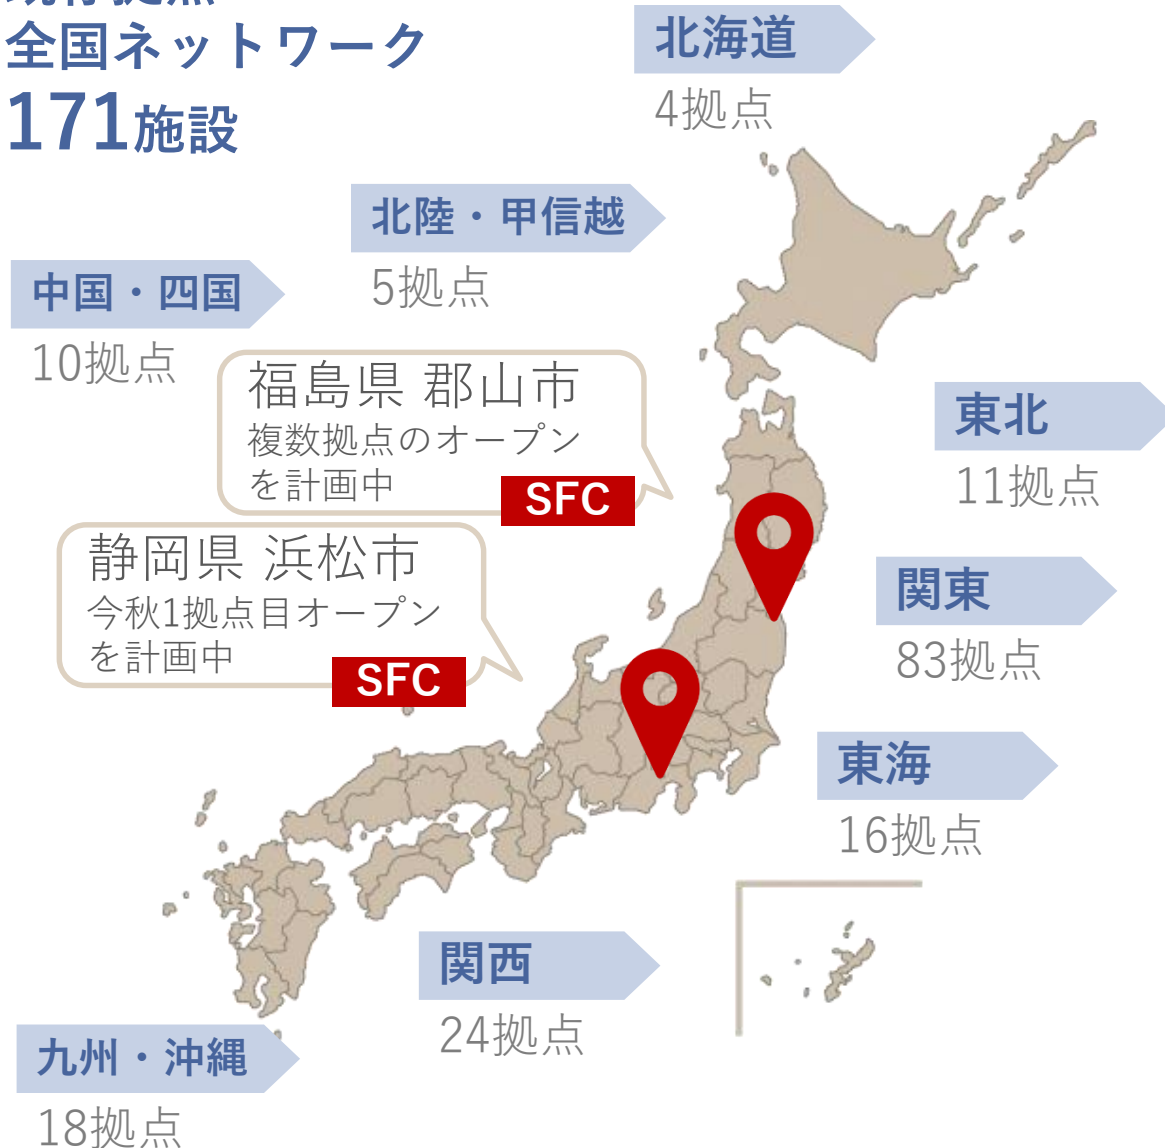 既存拠点
全国ネットワーク
171施設
北海道
4拠点
北陸・甲信越
5拠点
中国・四国
10拠点
福島県 郡山市
複数拠点のオープン
を計画中
SFC
東北
11拠点
静岡県 浜松市
今秋1拠点目オープン
を計画中
SFC
関東
83拠点
東海
16拠点
関西
24拠点
九州・沖縄
18拠点